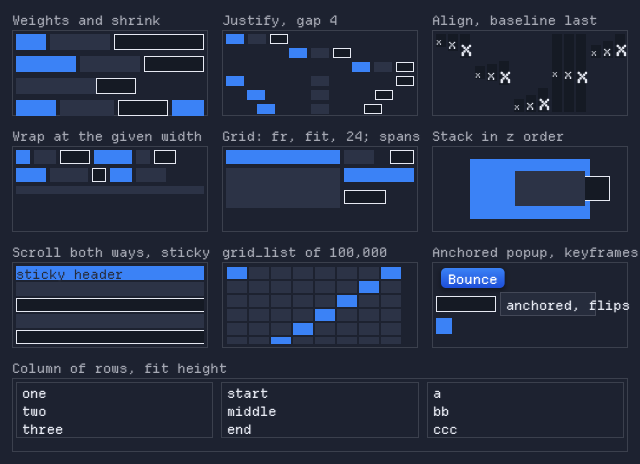 Weights and shrink
Justify, gap 4
Align, baseline last
x x x
x x x
x x x
x x x
x x x
Wrap at the given width
Grid: fr, fit, 24; spans
Stack in z order
Scroll both ways, sticky
grid_list of 100,000
Anchored popup, keyframes
sticky header
Bounce
anchored, flips
Column of rows, fit height
one
two
three
start
middle
end
a
bb
ccc